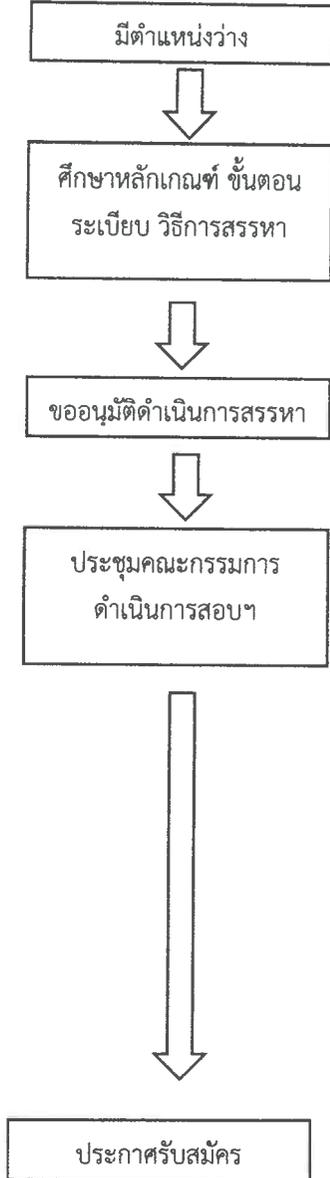 มีตำแหน่งว่าง
ศึกษาหลักเกณฑ์ ขั้นตอน
ระเบียบ วิธีการสรรหา
ขออนุมัติดำเนินการสรรหา
ประชุมคณะกรรมการ
ดำเนินการสอบฯ
ประกาศรับสมัคร